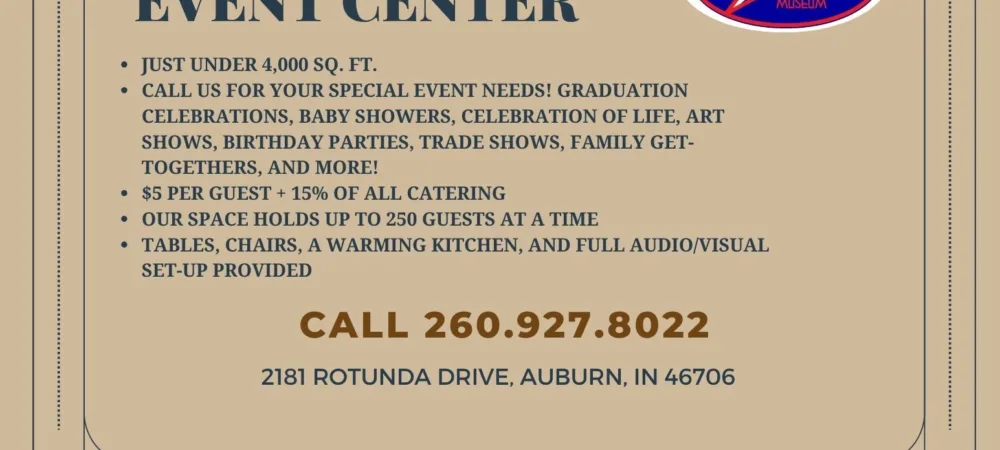 EVENT CENTER
MUSEUM
• JUST UNDER 4,000 SQ. FT.
• CALL US FOR YOUR SPECIAL EVENT NEEDS! GRADUATION
CELEBRATIONS, BABY SHOWERS, CELEBRATION OF LIFE, ART
SHOWS, BIRTHDAY PARTIES, TRADE SHOWS, FAMILY GET-
TOGETHERS, AND MORE!
• $5 PER GUEST + 15% OF ALL CATERING
• OUR SPACE HOLDS UP TO 250 GUESTS AT A TIME
• TABLES, CHAIRS, A WARMING KITCHEN, AND FULL AUDIO/VISUAL
SET-UP PROVIDED
CALL 260.927.8022
2181 ROTUNDA DRIVE, AUBURN, IN 46706